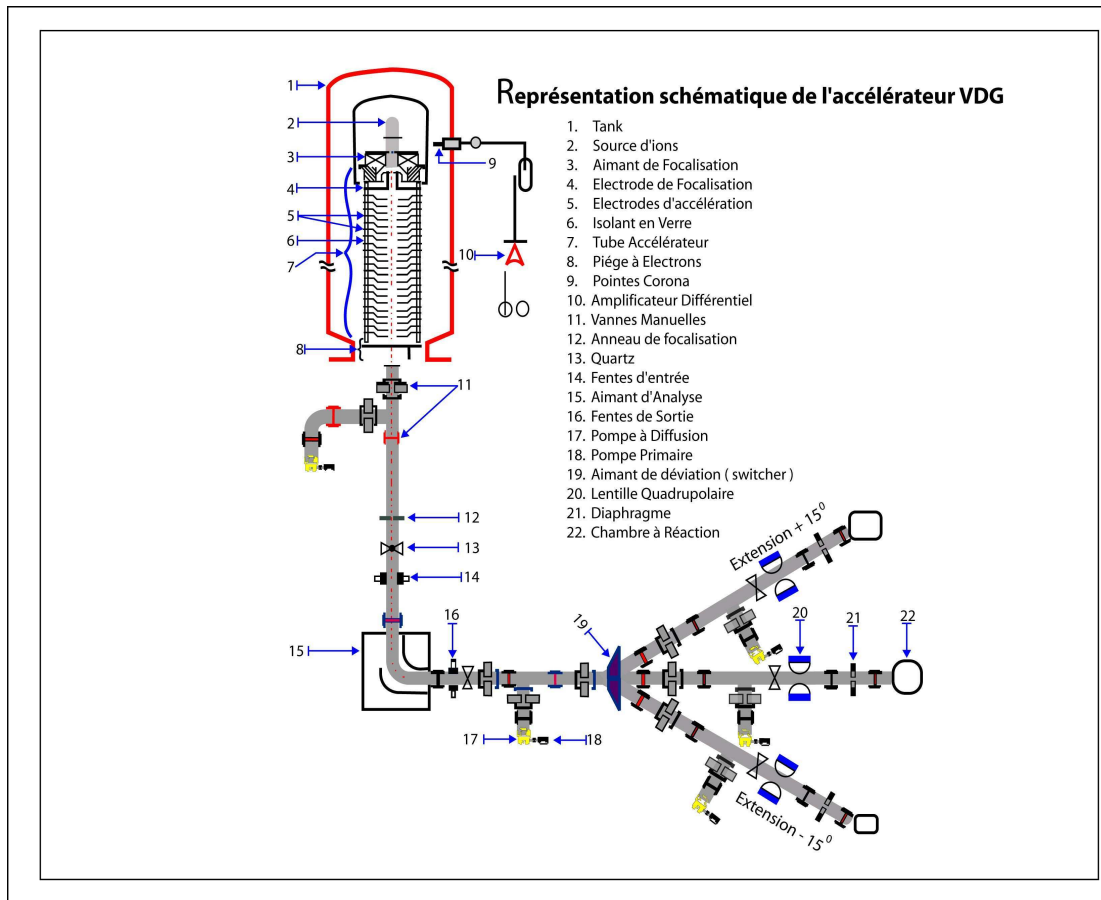 Représentation schématique de l'accélérateur VDG
1. Tank
2. Source d'ions
3. Aimant de Focalisation
4. Electrode de Focalisation
5. Electrodes d'accélération
6. Isolant en Verre
7. Tube Accélérateur
8. Piége à Electrons
9. Pointes Corona
10. Amplificateur Différentiel
11. Vannes Manuelles
12. Anneau de focalisation
13. Quartz
14. Fentes d'entrée
15. Aimant d'Analyse
16. Fentes de Sortie
17. Pompe à Diffusion
18. Pompe Primaire
19. Aimant de déviation ( switcher )
20. Lentille Quadrupolaire
21. Diaphragme
22. Chambre à Réaction
1
2
3
9
4
5
6
10
7
8
11
12
13
14
Extension + 15⁰
16
19
20
21
22
15
17
18
Extension - 15⁰